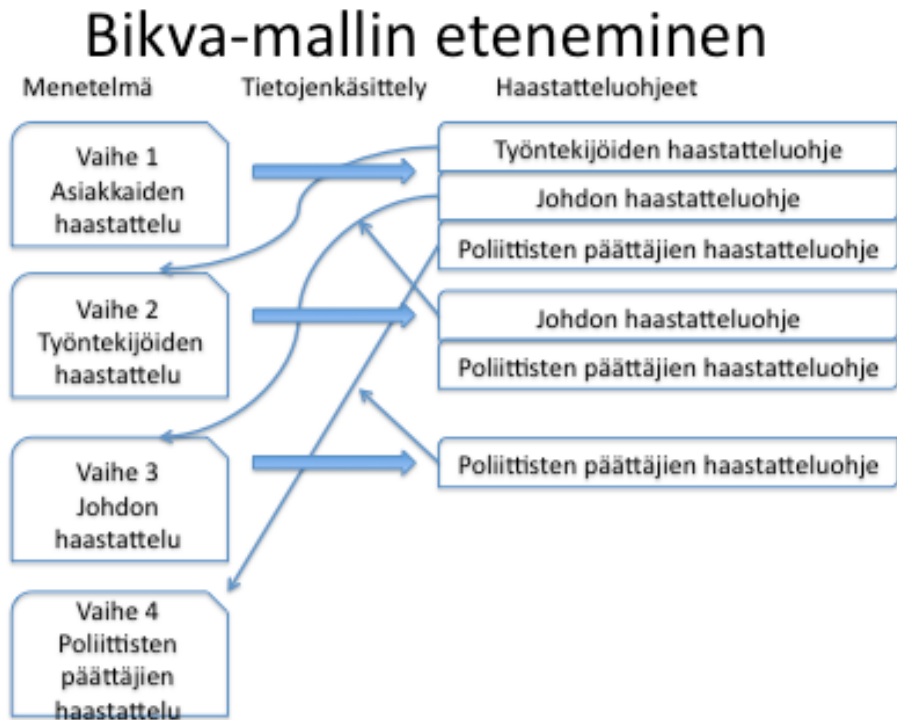 Bikva-mallin eteneminen
Menetelmä Tietojenkäsittely Haastatteluohjeet
Vaihe 1
Asiakkaiden
haastattelu
Työntekijöiden haastatteluohje
Johdon haastatteluohje
Poliittisten päättäjien haastatteluohje
Vaihe 2
Työntekijöiden
haastattelu
Johdon haastatteluohje
Poliittisten päättäjien haastatteluohje
Vaihe 3
Johdon
haastattelu
Poliittisten päättäjien haastatteluohje
Vaihe 4
Poliittisten
päättäjien
haastattelu